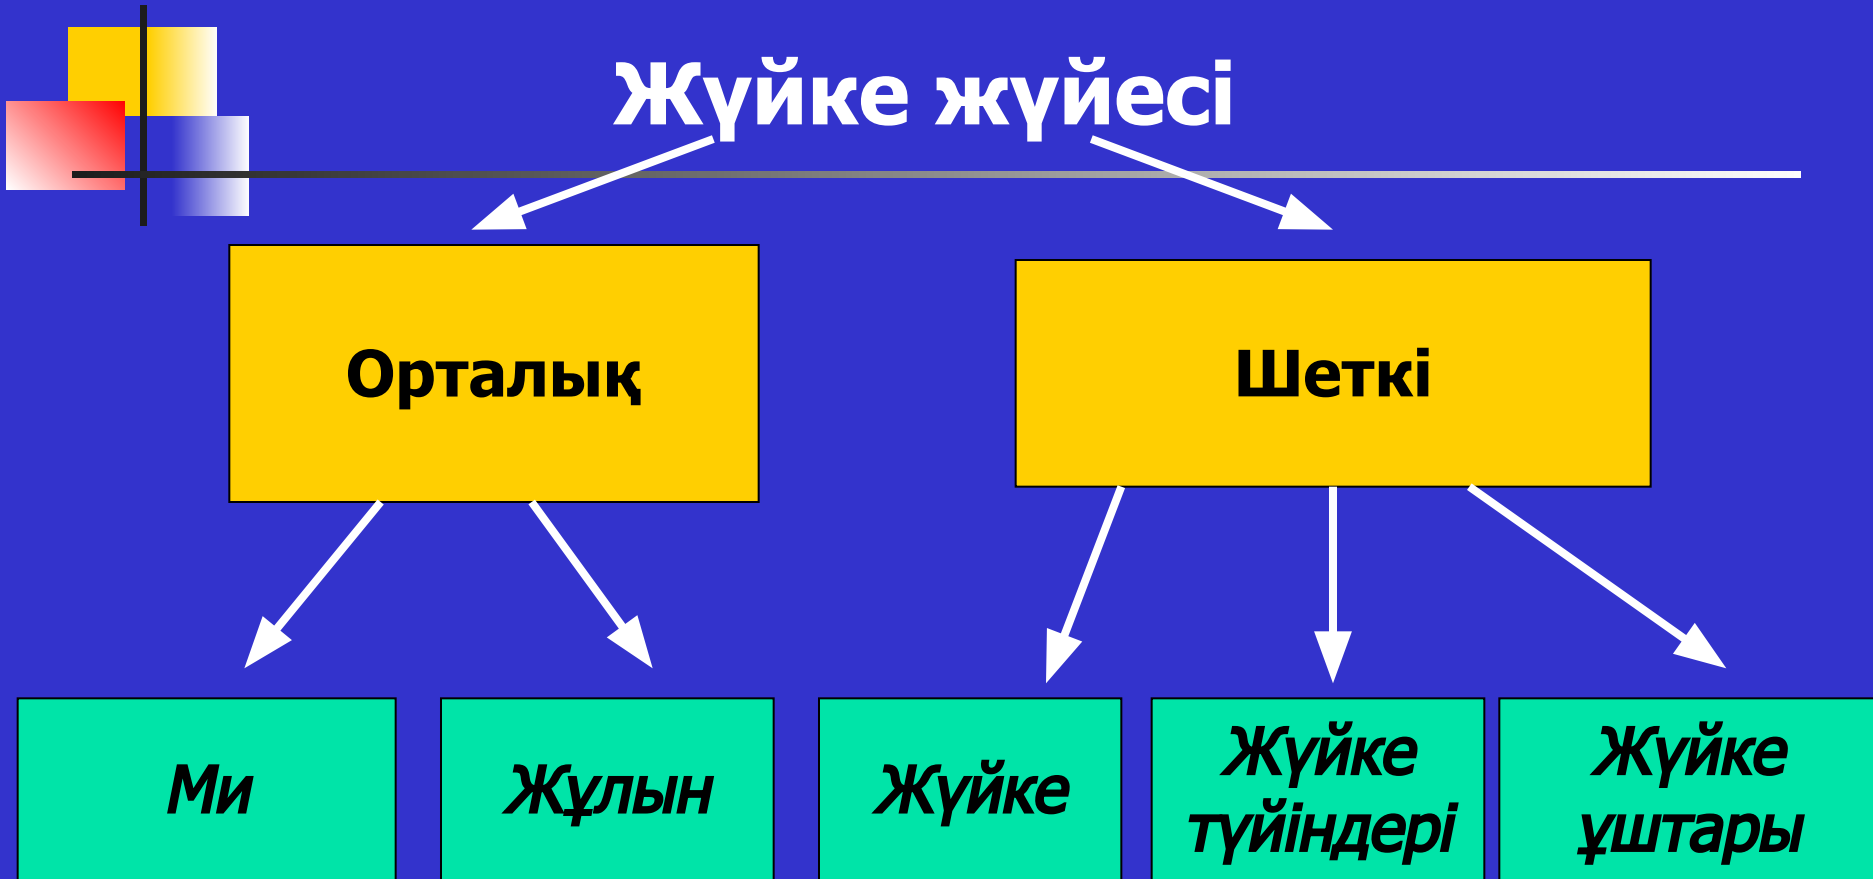 Жүйке жүйесі
Орталық
Шеткі
Ми
Жұлын
Жүйке
Жүйке
түйіндері
Жүйке
ұштары